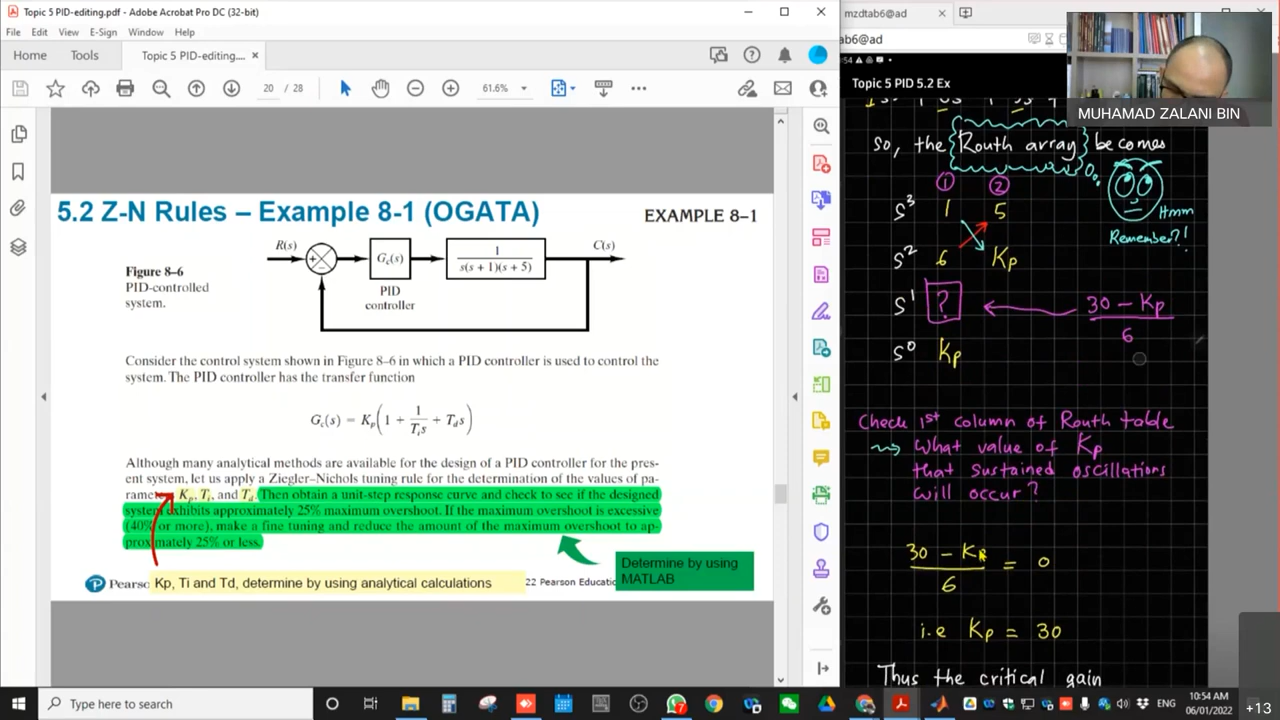 Topic 5 PID-editing.pdf - Adobe Acrobat Pro DC (32-bit)
File Edit View E-Sign Window Help
Home Tools Topic 5 PID-editing.... ×
20 / 28 61.6%
5.2 Z-N Rules – Example 8-1 (OGATA) EXAMPLE 8–1
R(s) + − Gc(s) 1 / s(s + 1)(s + 5) C(s)
PID
controller
Figure 8–6
PID-controlled
system.
Consider the control system shown in Figure 8–6 in which a PID controller is used to control the
system. The PID controller has the transfer function
Gc(s) = Kp(1 + 1/Tis + Tds)
Although many analytical methods are available for the design of a PID controller for the pres-
ent system, let us apply a Ziegler–Nichols tuning rule for the determination of the values of pa-
Kp, Ti, and Td. Then obtain a unit-step response curve and check to see if the designed
system exhibits approximately 25% maximum overshoot. If the maximum overshoot is excessive
(40% or more), make a fine tuning and reduce the amount of the maximum overshoot to ap-
proximately 25% or less.
Determine by using
MATLAB
Kp, Ti and Td, determine by using analytical calculations
Pearso
22 Pearson Educatio
mzdtab6@ad
ab6@ad
Topic 5 PID 5.2 Ex
MUHAMAD ZALANI BIN
so, the Routh array becomes
① ②
s³ 1 5
s² 6 Kp
s¹ ? 30 − Kp / 6
s⁰ Kp
Hmm
Remember?!
Check 1st column of Routh table
What value of Kp
that sustained oscillations
will occur?
30 − Kp / 6 = 0
i.e Kp = 30
Thus the critical gain
Type here to search
ENG
10:54 AM
06/01/2022
+13